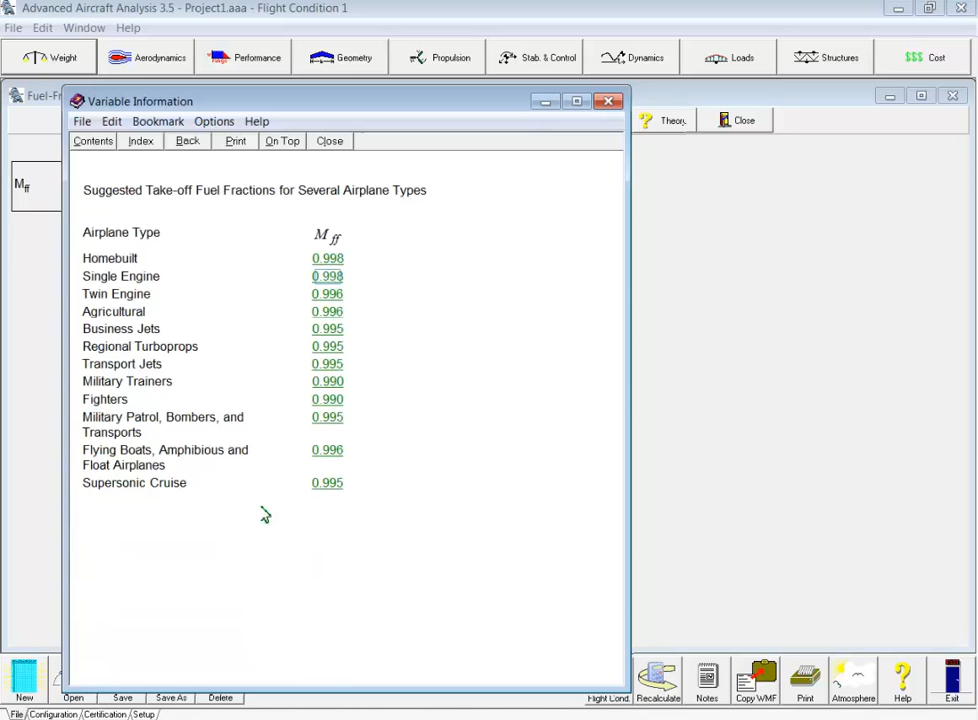 Advanced Aircraft Analysis 3.5 - Project1.aaa - Flight Condition 1
File Edit Window Help
Weight Aerodynamics Performance Geometry Propulsion Stab. & Control Dynamics Loads Structures $$$ Cost
Fuel-Fr
Variable Information
File Edit Bookmark Options Help
? Theory Close
Contents Index Back Print On Top Close
Mff
Suggested Take-off Fuel Fractions for Several Airplane Types
Airplane Type Mff
Homebuilt 0.998
Single Engine 0.998
Twin Engine 0.996
Agricultural 0.996
Business Jets 0.995
Regional Turboprops 0.995
Transport Jets 0.995
Military Trainers 0.990
Fighters 0.990
Military Patrol, Bombers, and 0.995
Transports
Flying Boats, Amphibious and 0.996
Float Airplanes
Supersonic Cruise 0.995
New Open Save Save As Delete Flight Cond. Recalculate Notes Copy WMF Print Atmosphere Help Exit
File Configuration Certification Setup